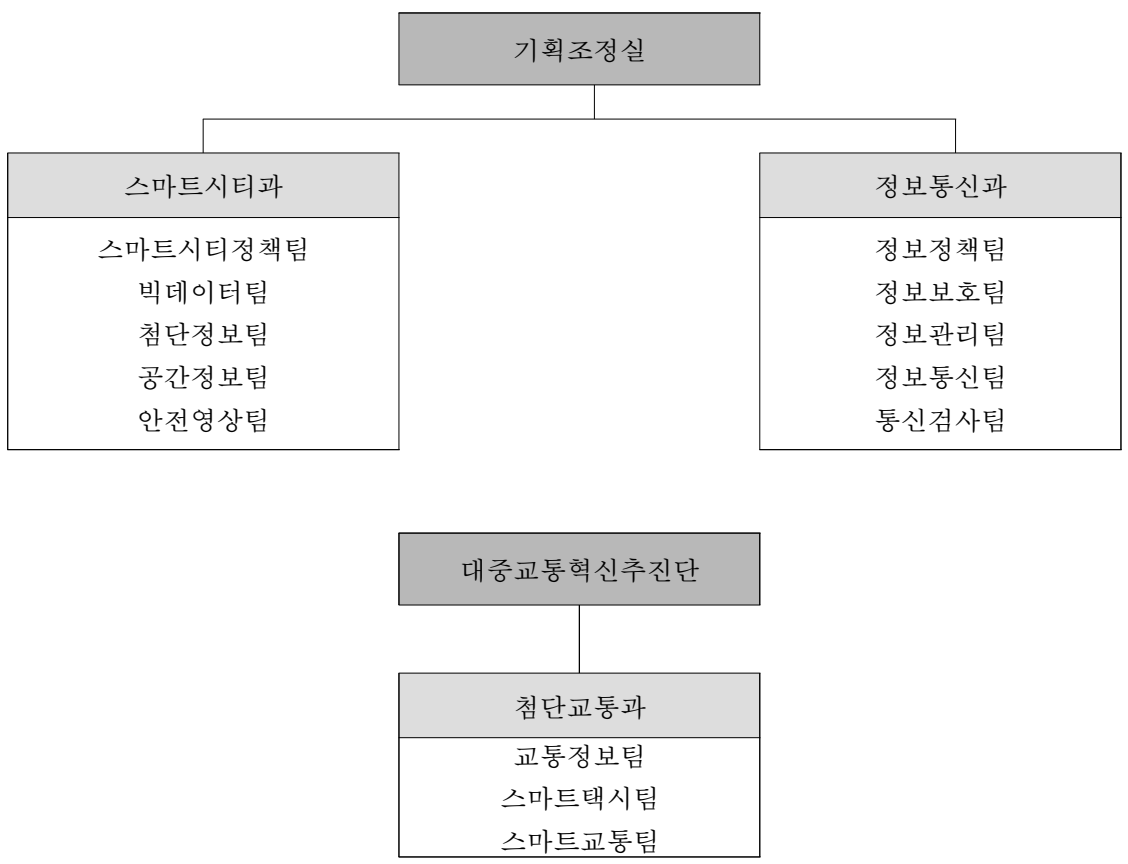 기획조정실
스마트시티과
스마트시티정책팀
빅데이터팀
첨단정보팀
공간정보팀
안전영상팀
정보통신과
정보정책팀
정보보호팀
정보관리팀
정보통신팀
통신검사팀
대중교통혁신추진단
첨단교통과
교통정보팀
스마트택시팀
스마트교통팀